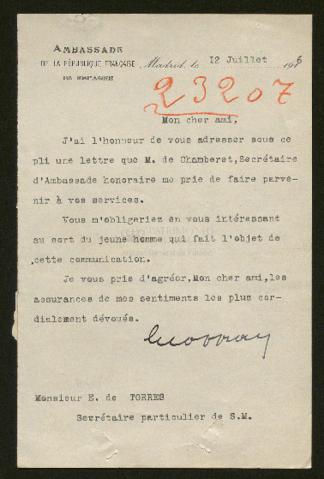 AMBASSADE
DE LA RÉPUBLIQUE FRANÇAISE
EN ESPAGNE
Madrid, le 12 Juillet 1916
23207
Mon cher ami,
J'ai l'honneur de vous adresser sous ce
pli une lettre que M. de Chamberet, Secrétaire
d'Ambassade honoraire me prie de faire parve-
nir à vos services.
Vous m'obligeriez en vous intéressant
au sort du jeune homme qui fait l'objet de
cette communication.
Je vous prie d'agréer, Mon cher ami, les
assurances de mes sentiments les plus cor-
dialement dévoués.
Monsieur E. de TORRES
Secrétaire particulier de S.M.